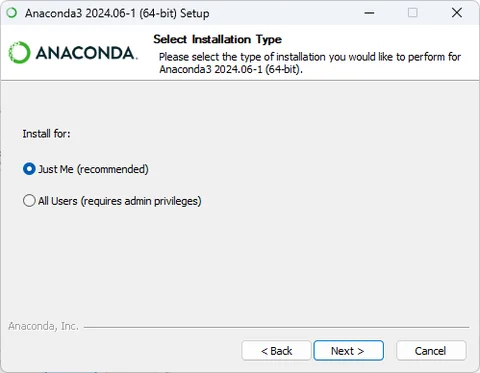 Anaconda3 2024.06-1 (64-bit) Setup
ANACONDA.
Select Installation Type
Please select the type of installation you would like to perform for
Anaconda3 2024.06-1 (64-bit).
Install for:
Just Me (recommended)
All Users (requires admin privileges)
Anaconda, Inc.
< Back
Next >
Cancel